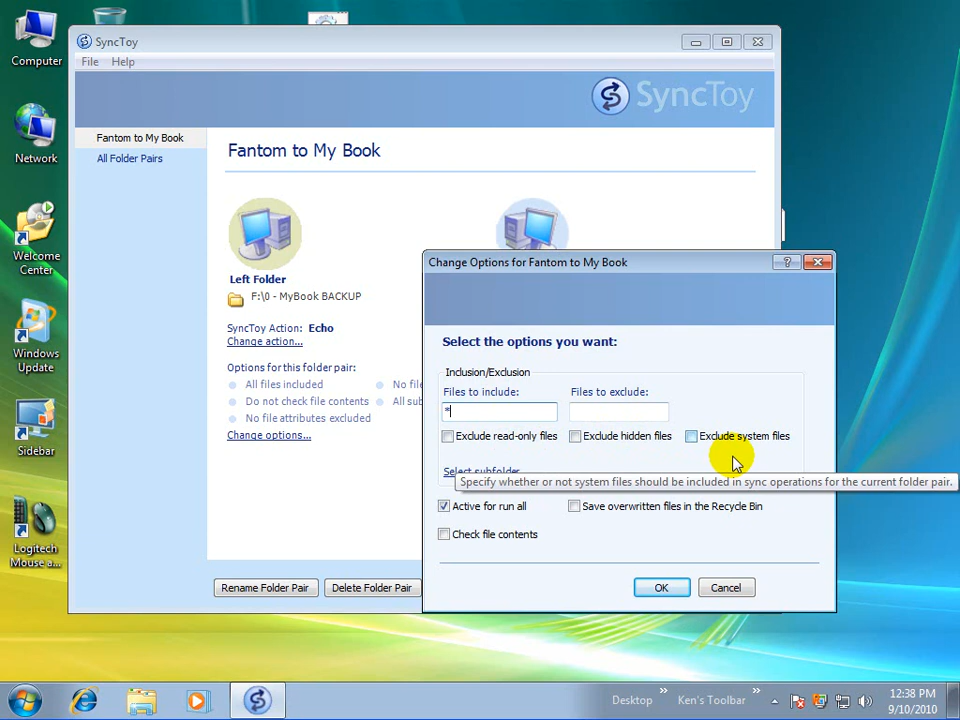 Computer
Network
Welcome
Center
Windows
Update
Sidebar
Logitech
Mouse a...
SyncToy
File Help
SyncToy
Fantom to My Book
All Folder Pairs
Fantom to My Book
Left Folder
F:\0 - MyBook BACKUP
SyncToy Action: Echo
Change action...
Options for this folder pair:
All files included
Do not check file contents
No file attributes excluded
No file
All sub
Change options...
Rename Folder Pair
Delete Folder Pair
Change Options for Fantom to My Book
?
Select the options you want:
Inclusion/Exclusion
Files to include:
Files to exclude:
*
Exclude read-only files
Exclude hidden files
Exclude system files
Select subfolder
Specify whether or not system files should be included in sync operations for the current folder pair.
Active for run all
Save overwritten files in the Recycle Bin
Check file contents
OK
Cancel
Desktop »
Ken's Toolbar »
12:38 PM
9/10/2010